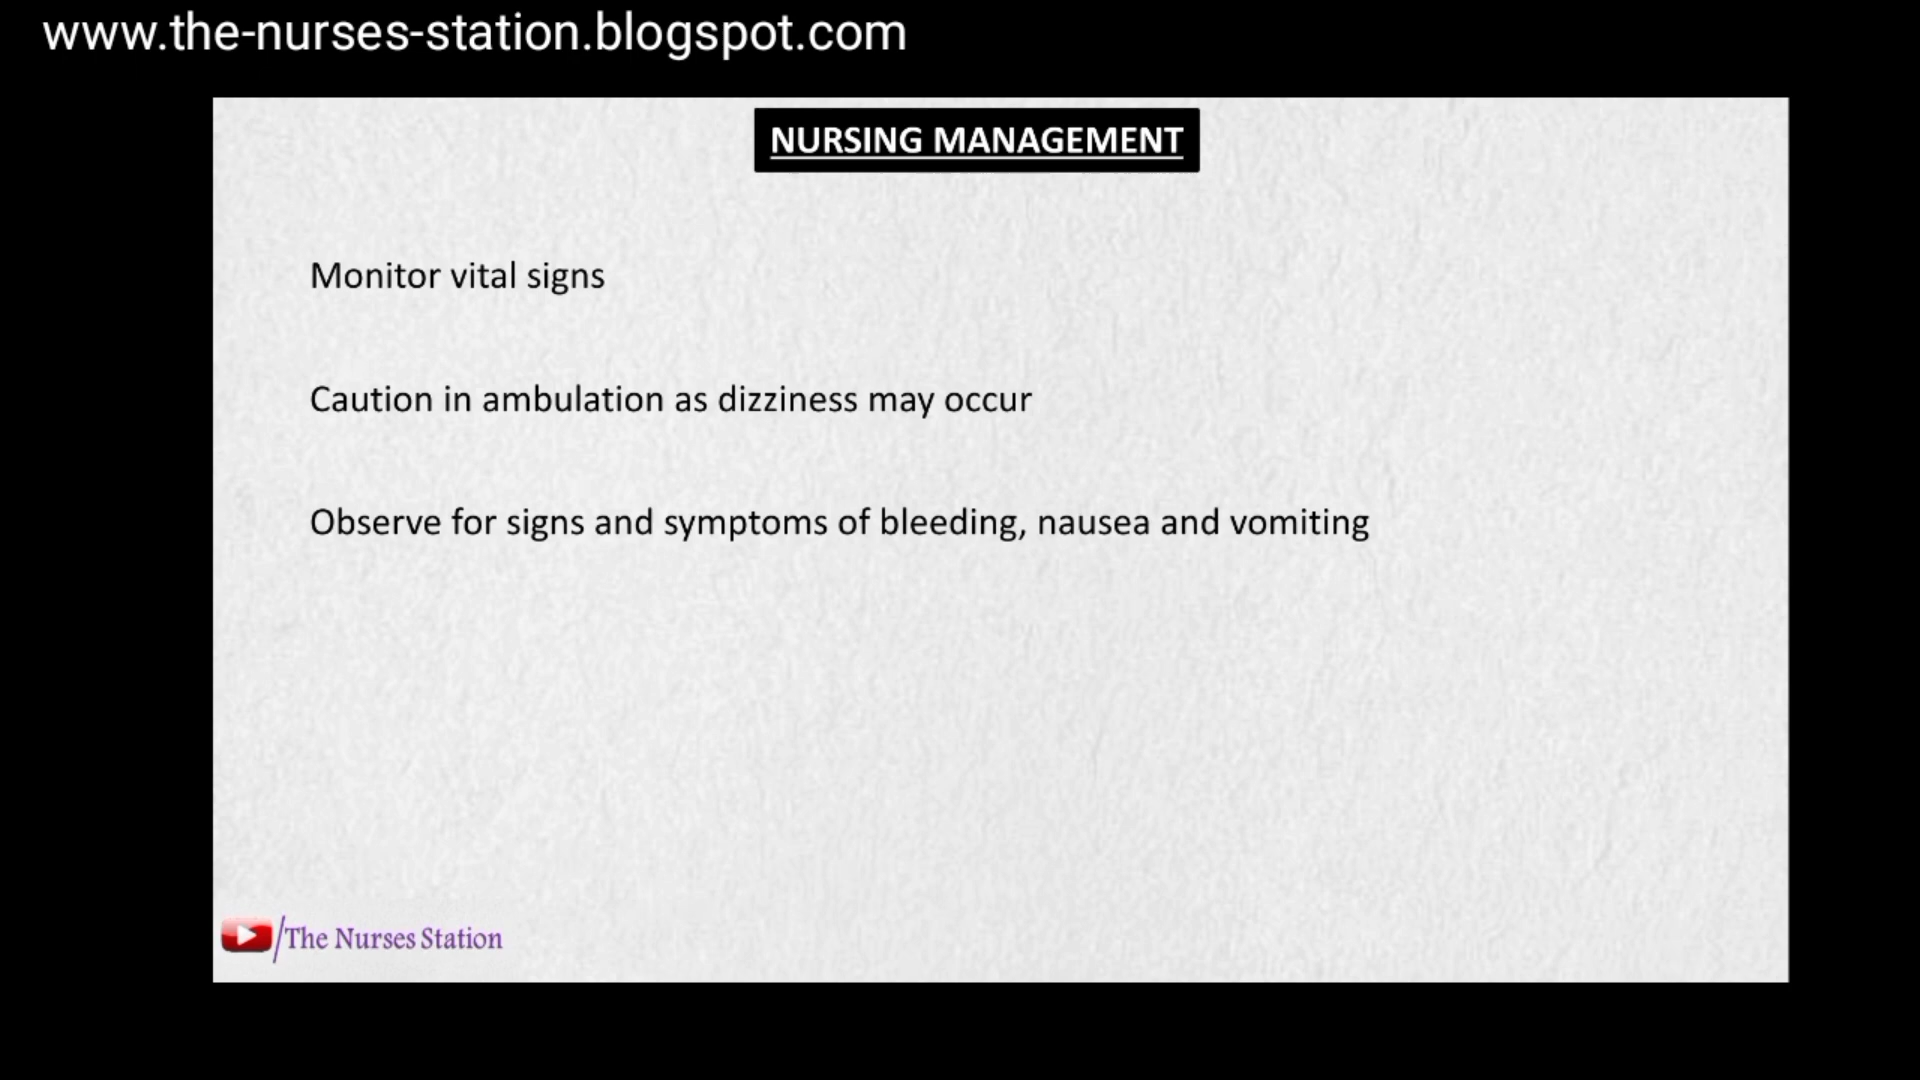 www.the-nurses-station.blogspot.com
NURSING MANAGEMENT
Monitor vital signs
Caution in ambulation as dizziness may occur
Observe for signs and symptoms of bleeding, nausea and vomiting
/The Nurses Station